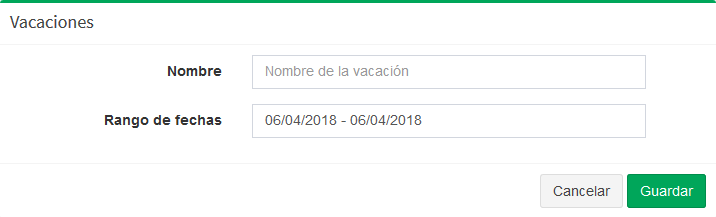 Vacaciones
Nombre Nombre de la vacación
Rango de fechas 06/04/2018 - 06/04/2018
Cancelar Guardar